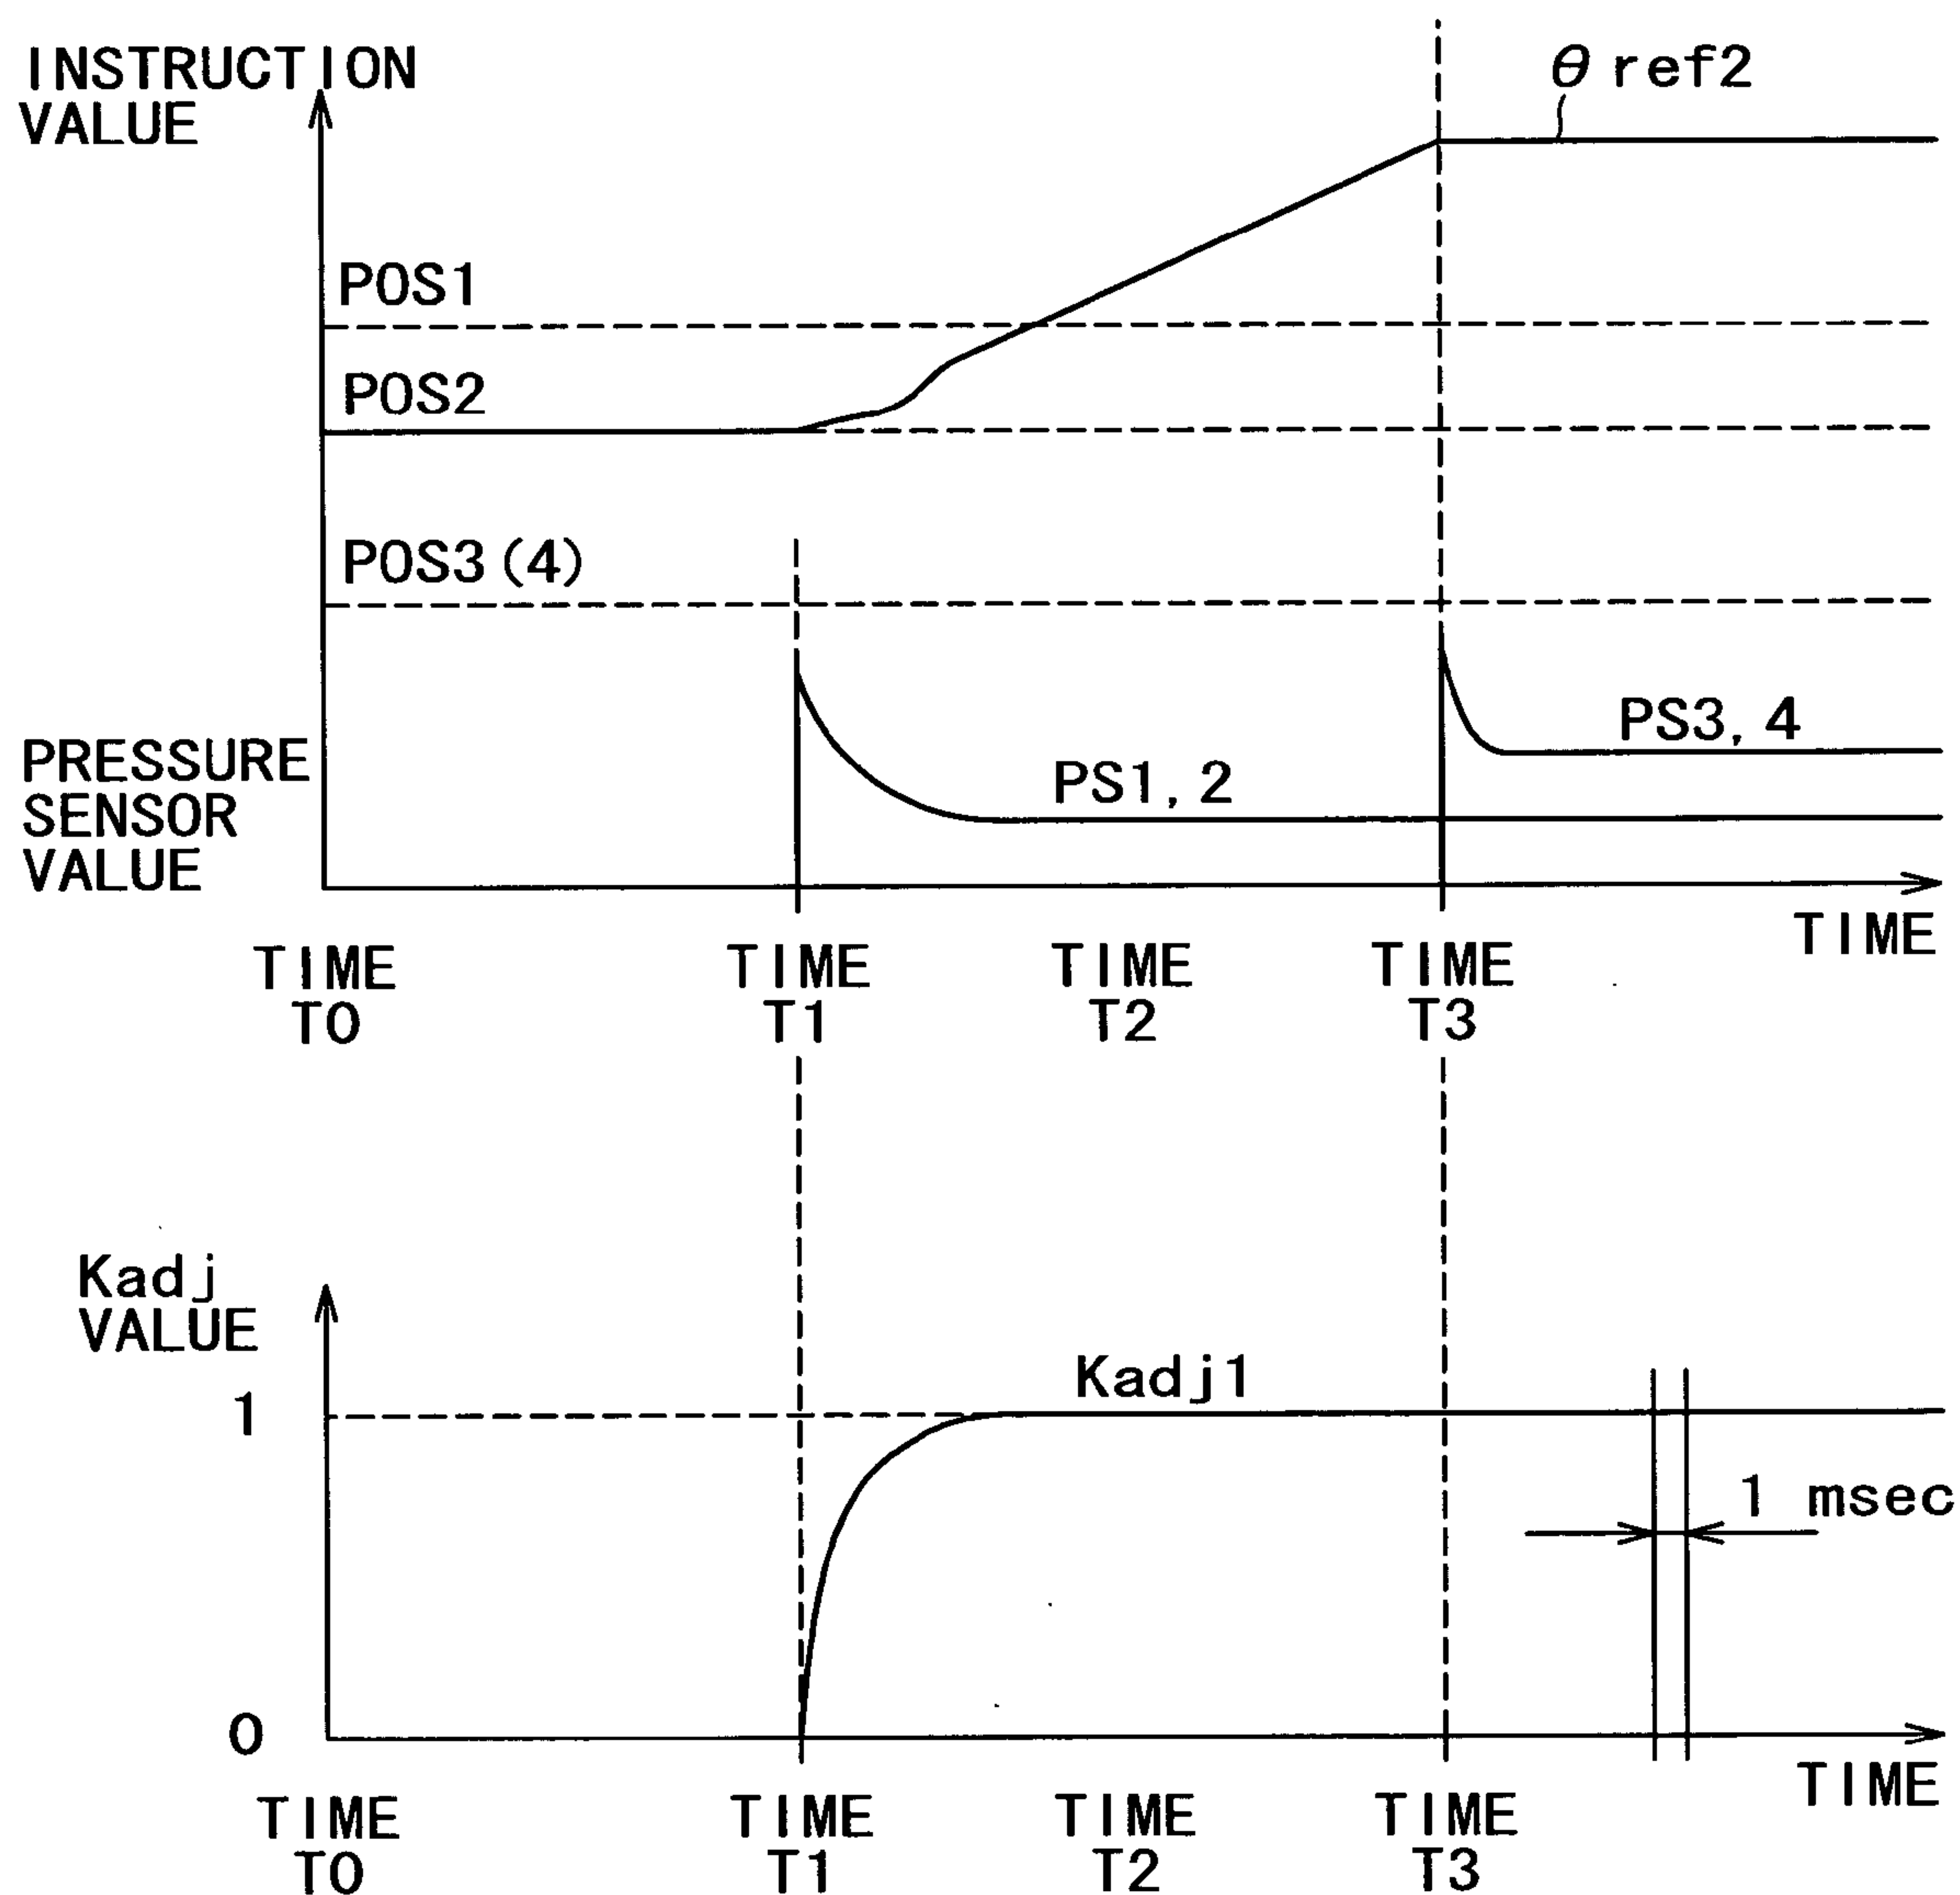 INSTRUCTION
VALUE
θ ref2
POS1
POS2
POS3(4)
PRESSURE
SENSOR
VALUE
PS1, 2
PS3, 4
TIME
TIME
T0
TIME
T1
TIME
T2
TIME
T3
Kadj
VALUE
1
Kadj1
1 msec
0
TIME
TIME
T0
TIME
T1
TIME
T2
TIME
T3